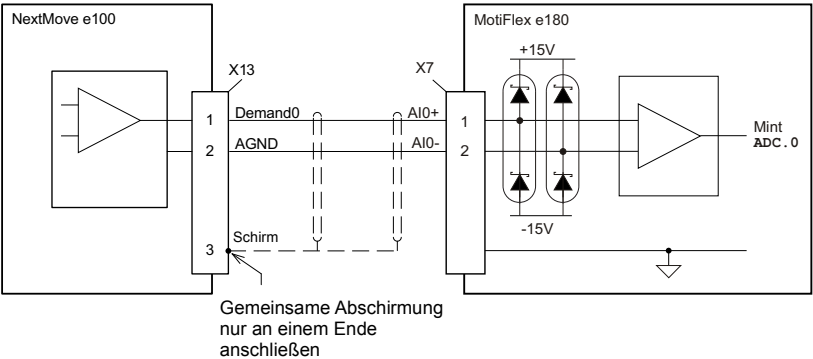 NextMove e100
MotiFlex e180
+15V
X13
X7
1
Demand0
AI0+
1
Mint
ADC.0
2
AGND
AI0-
2
-15V
3
Schirm
Gemeinsame Abschirmung
nur an einem Ende
anschließen